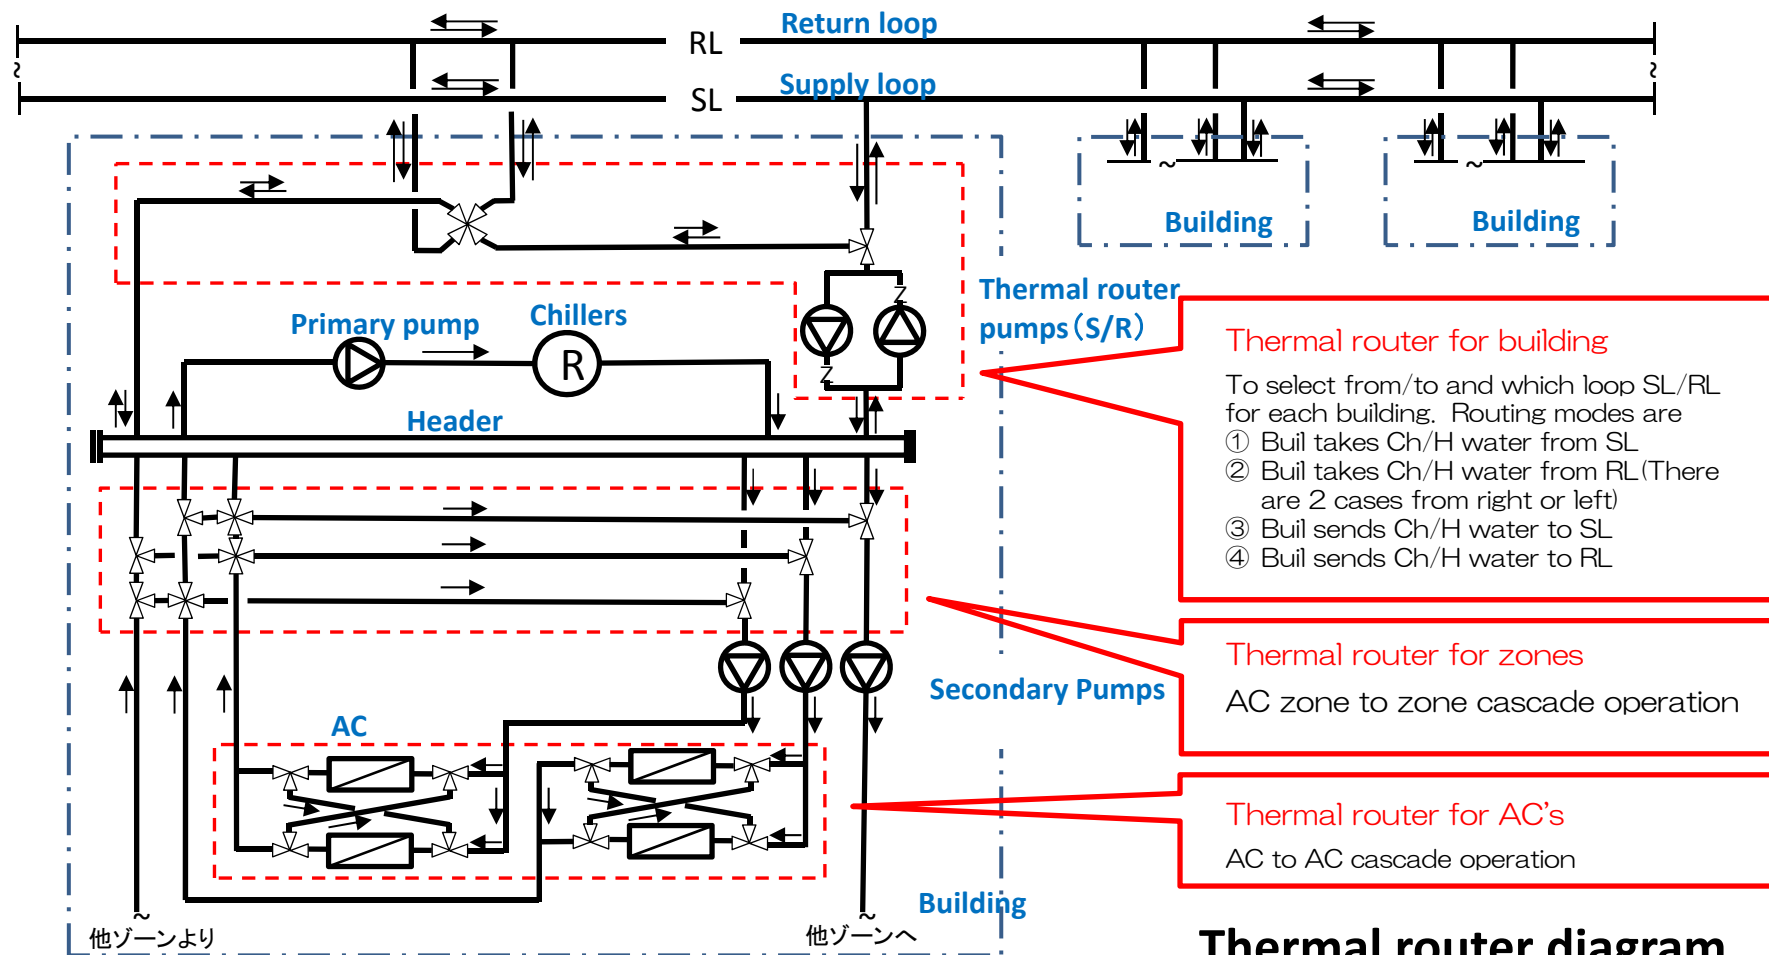 Return loop
RL
Supply loop
SL
Building
Building
Thermal router
pumps（S/R）
Primary pump
Chillers
R
Z
Z
Header
Thermal router for building
To select from/to and which loop SL/RL
for each building. Routing modes are
① Buil takes Ch/H water from SL
② Buil takes Ch/H water from RL(There
are 2 cases from right or left)
③ Buil sends Ch/H water to SL
④ Buil sends Ch/H water to RL
Thermal router for zones
AC zone to zone cascade operation
Secondary Pumps
AC
Thermal router for AC's
AC to AC cascade operation
Building
他ゾーンより
他ゾーンへ
Thermal router diagram